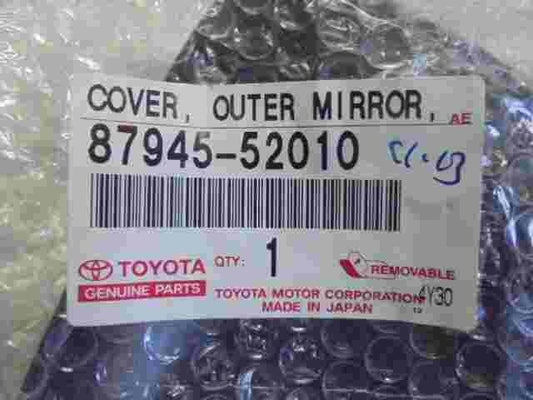 COVER, OUTER MIRROR, AE
87945-52010
TOYOTA QTY: 1 REMOVABLE
GENUINE PARTS
TOYOTA MOTOR CORPORATION 4Y30
MADE IN JAPAN